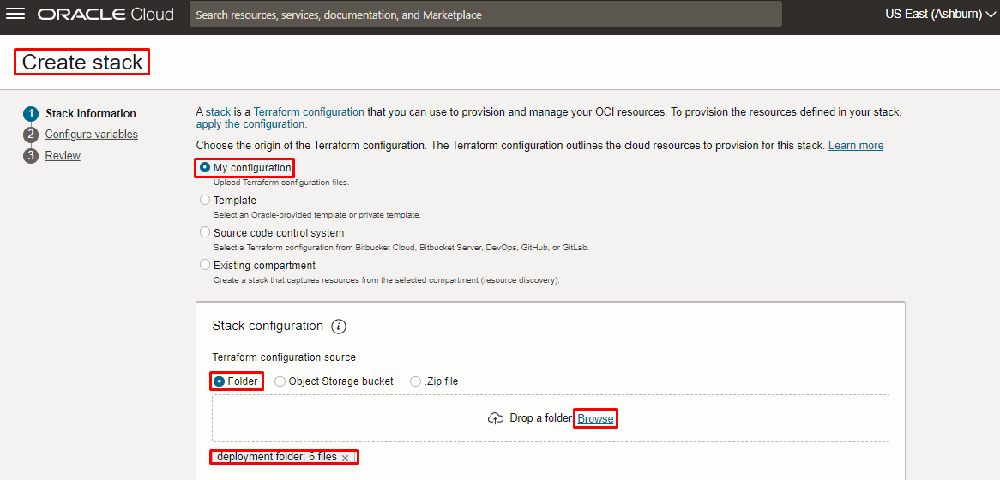 ORACLE Cloud
Search resources, services, documentation, and Marketplace
US East (Ashburn)
Create stack
1 Stack information
2 Configure variables
3 Review
A stack is a Terraform configuration that you can use to provision and manage your OCI resources. To provision the resources defined in your stack,
apply the configuration.
Choose the origin of the Terraform configuration. The Terraform configuration outlines the cloud resources to provision for this stack. Learn more
My configuration
Upload Terraform configuration files.
Template
Select an Oracle-provided template or private template.
Source code control system
Select a Terraform configuration from Bitbucket Cloud, Bitbucket Server, DevOps, GitHub, or GitLab.
Existing compartment
Create a stack that captures resources from the selected compartment (resource discovery).
Stack configuration i
Terraform configuration source
Folder Object Storage bucket .Zip file
Drop a folder. Browse
deployment folder: 6 files ×